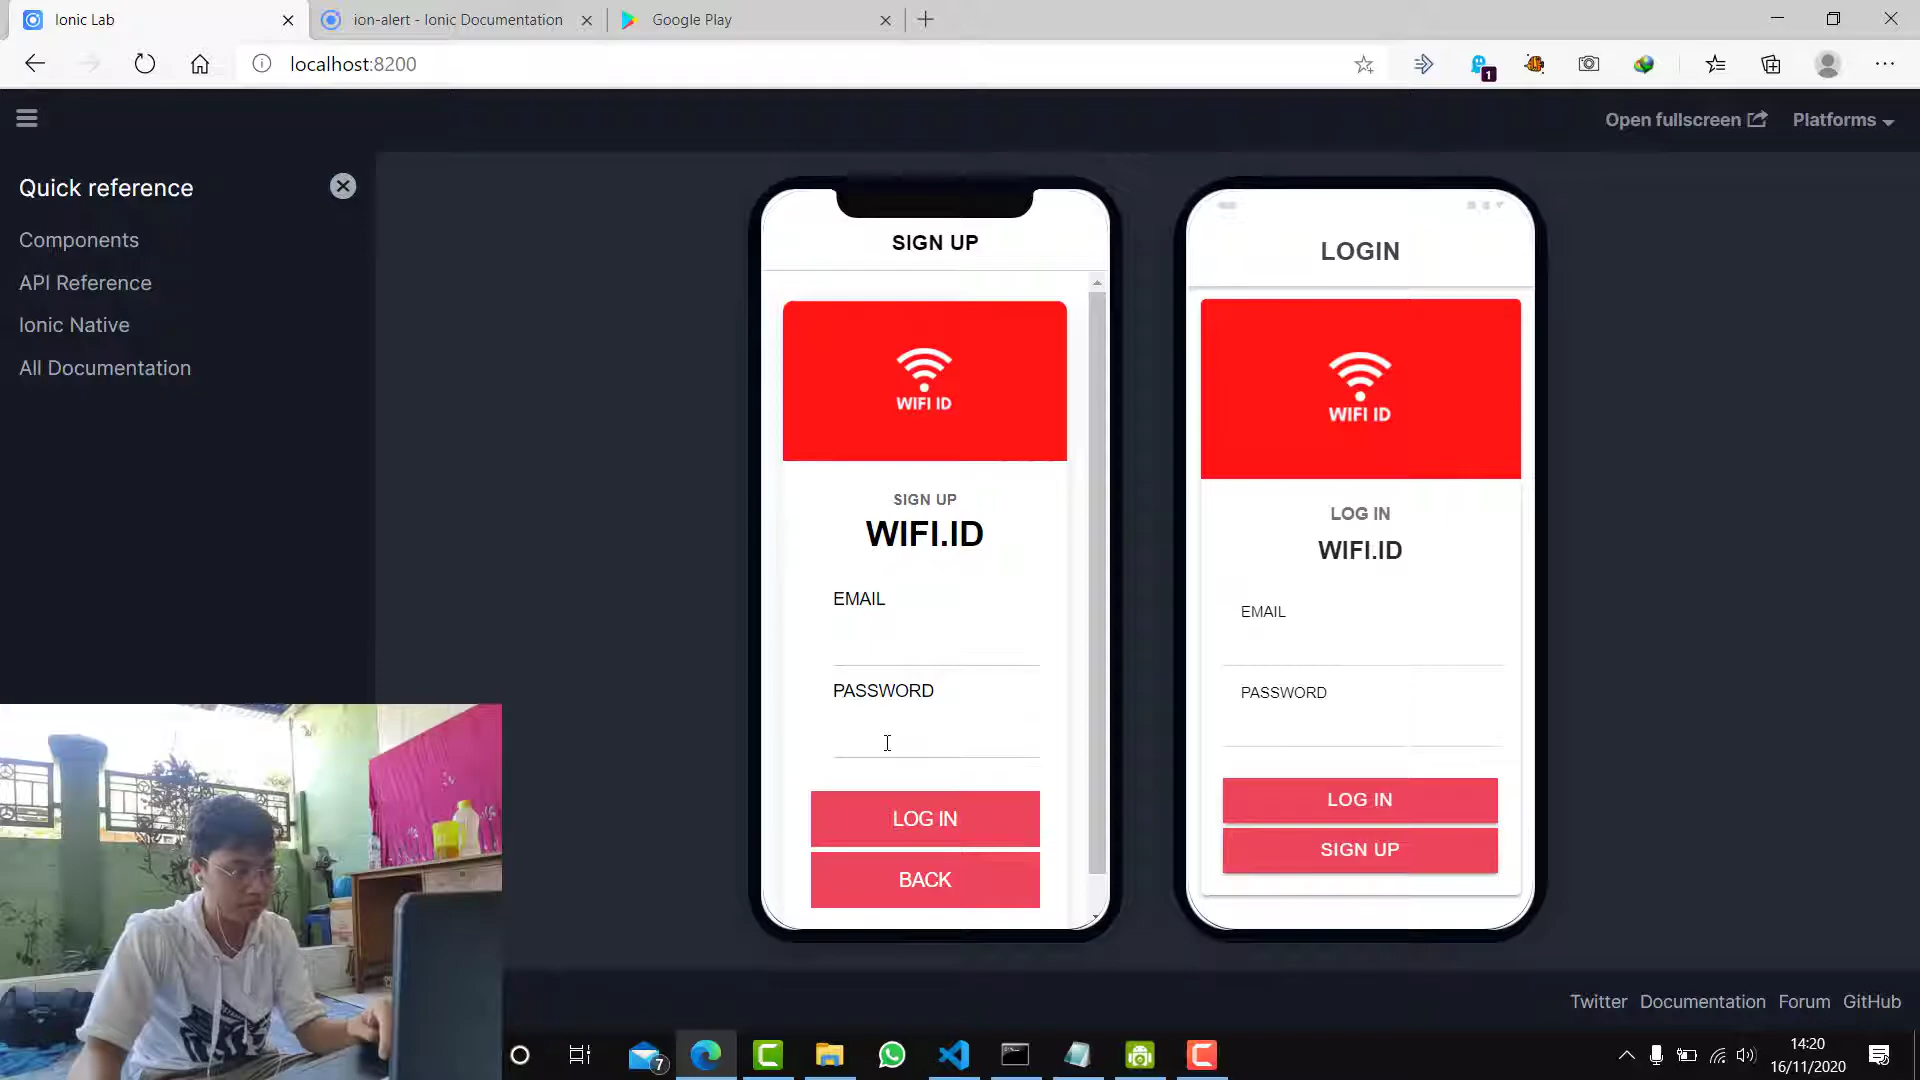 Ionic Lab
ion-alert - Ionic Documentation
Google Play
localhost:8200
1
Open fullscreen
Platforms
Quick reference
Components
API Reference
Ionic Native
All Documentation
SIGN UP
WIFI ID
SIGN UP
WIFI.ID
EMAIL
PASSWORD
LOG IN
BACK
LOGIN
WIFI ID
LOG IN
WIFI.ID
EMAIL
PASSWORD
LOG IN
SIGN UP
Twitter Documentation Forum GitHub
7
14:20
16/11/2020